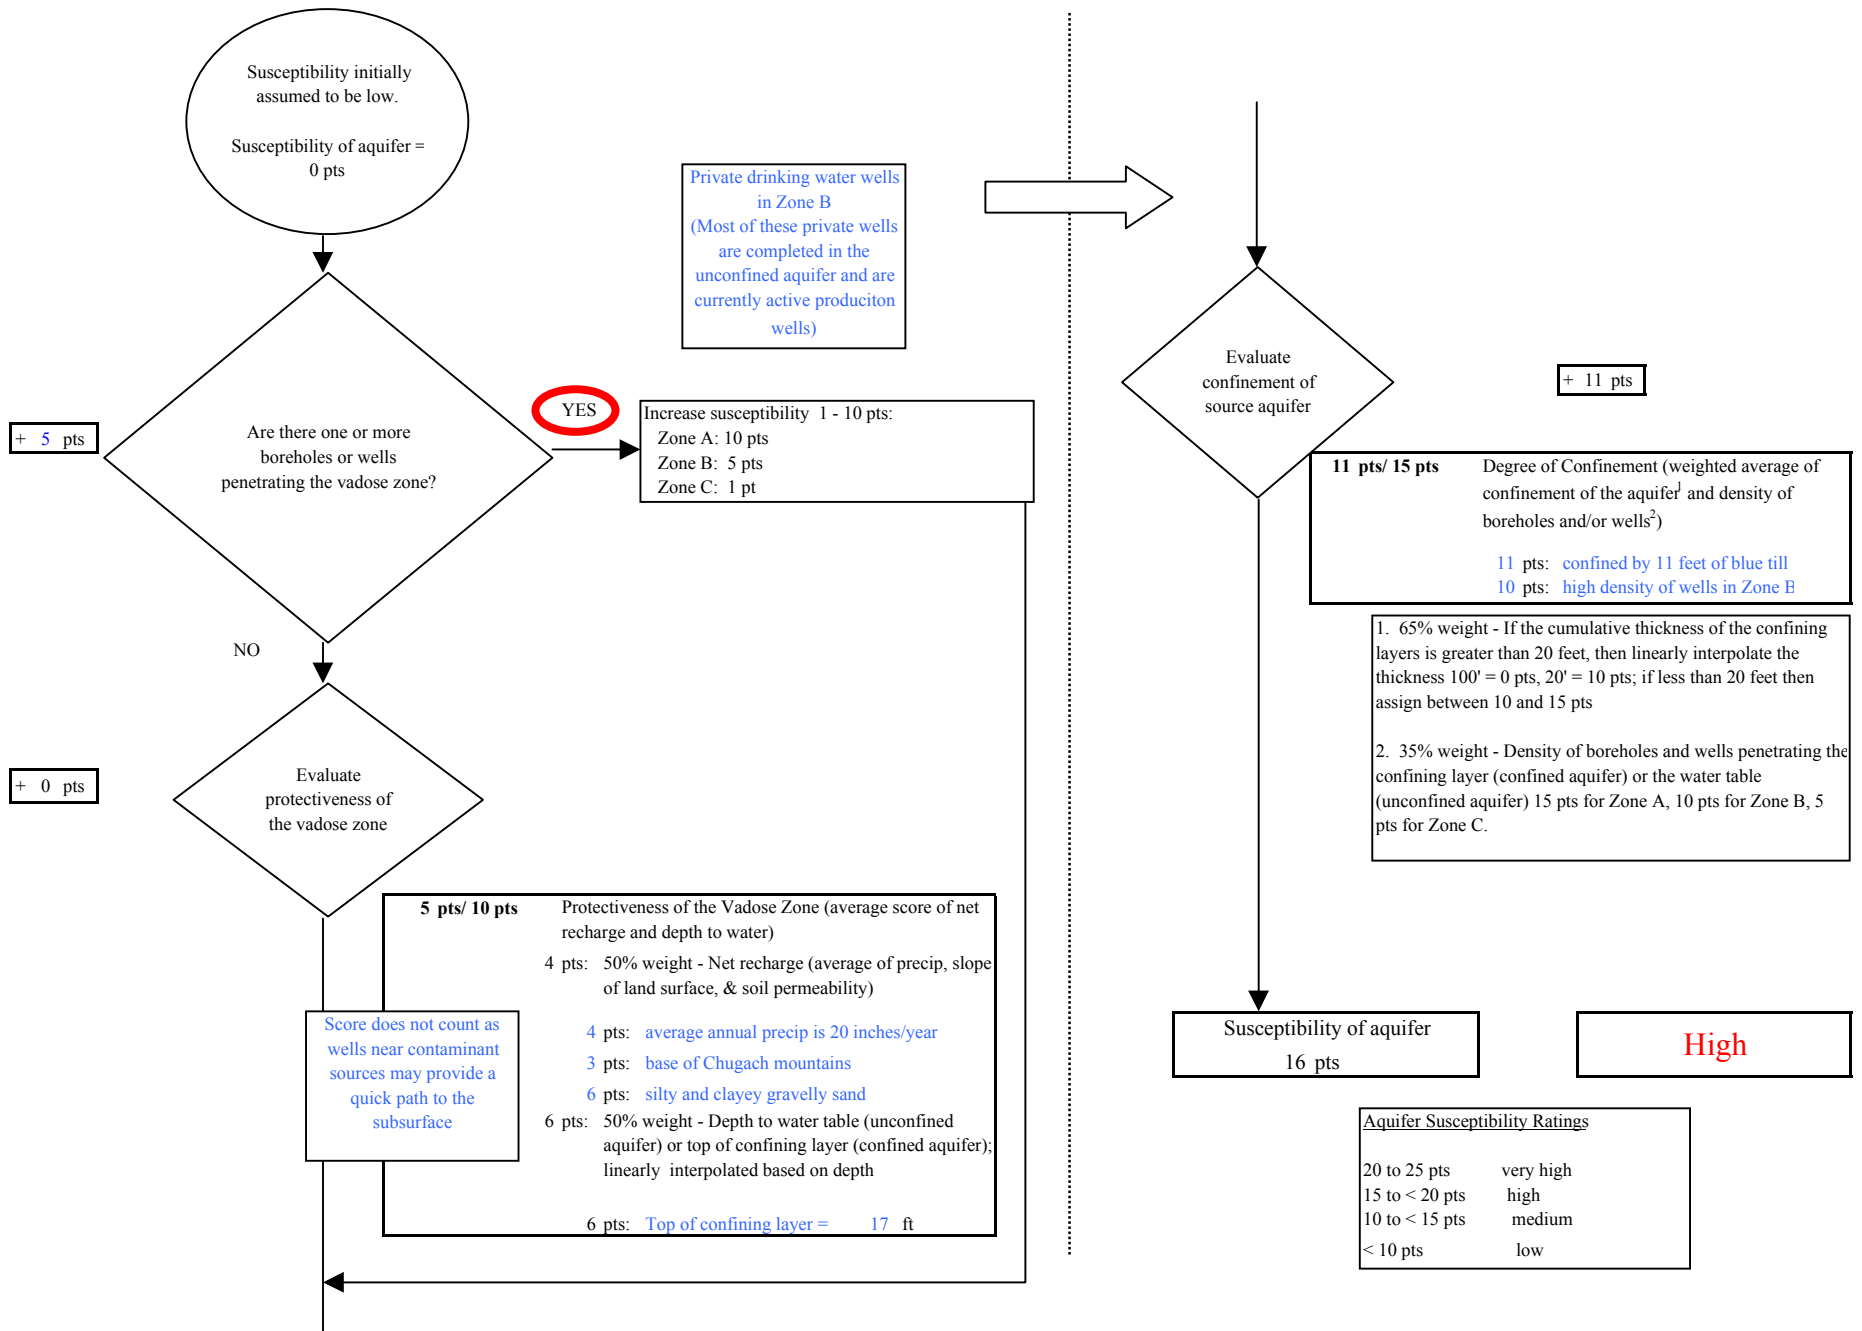 Susceptibility initially
assumed to be low.
Susceptibility of aquifer =
0 pts
Private drinking water wells
in Zone B
(Most of these private wells
are completed in the
unconfined aquifer and are
currently active produciton
wells)
+ 5 pts
Are there one or more
boreholes or wells
penetrating the vadose zone?
YES
Increase susceptibility 1 - 10 pts:
Zone A: 10 pts
Zone B: 5 pts
Zone C: 1 pt
NO
+ 0 pts
Evaluate
protectiveness of
the vadose zone
5 pts/ 10 pts Protectiveness of the Vadose Zone (average score of net
recharge and depth to water)
4 pts: 50% weight - Net recharge (average of precip, slope
of land surface, & soil permeability)
4 pts: average annual precip is 20 inches/year
3 pts: base of Chugach mountains
6 pts: silty and clayey gravelly sand
6 pts: 50% weight - Depth to water table (unconfined
aquifer) or top of confining layer (confined aquifer);
linearly interpolated based on depth
6 pts: Top of confining layer = 17 ft
Score does not count as
wells near contaminant
sources may provide a
quick path to the
subsurface
Evaluate
confinement of
source aquifer
+ 11 pts
11 pts/ 15 pts Degree of Confinement (weighted average of
confinement of the aquifer1 and density of
boreholes and/or wells2)
11 pts: confined by 11 feet of blue till
10 pts: high density of wells in Zone B
1. 65% weight - If the cumulative thickness of the confining
layers is greater than 20 feet, then linearly interpolate the
thickness 100' = 0 pts, 20' = 10 pts; if less than 20 feet then
assign between 10 and 15 pts
2. 35% weight - Density of boreholes and wells penetrating the
confining layer (confined aquifer) or the water table
(unconfined aquifer) 15 pts for Zone A, 10 pts for Zone B, 5
pts for Zone C.
Susceptibility of aquifer
16 pts
High
Aquifer Susceptibility Ratings
20 to 25 pts very high
15 to < 20 pts high
10 to < 15 pts medium
< 10 pts low